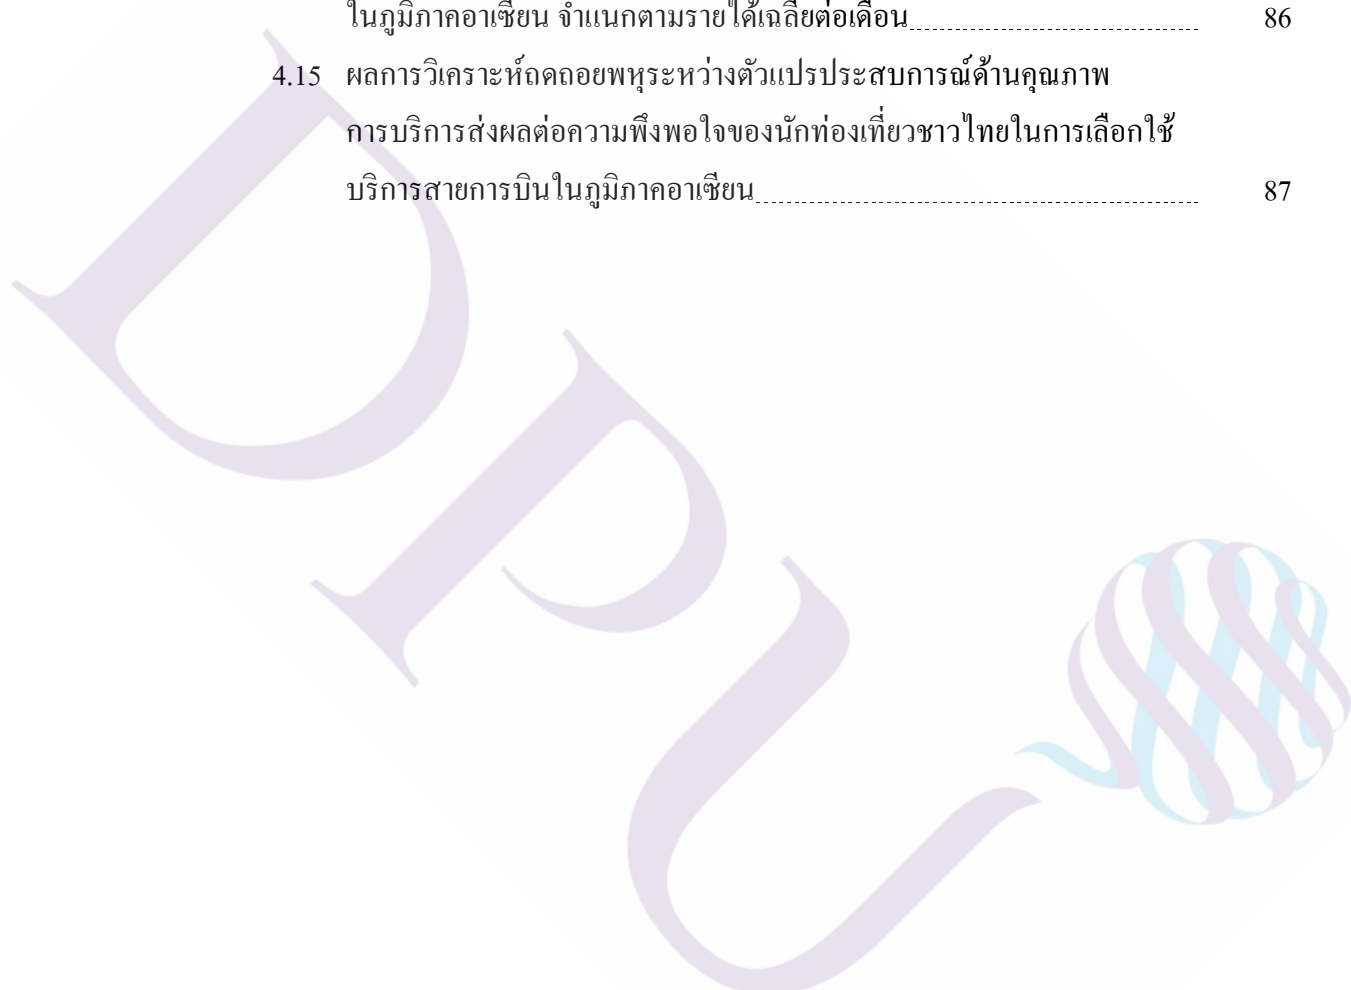 ในภูมิภาคอาเซียน จำแนกตามรายได้เฉลี่ยต่อเดือน 86
4.15 ผลการวิเคราะห์ถดถอยพหุระหว่างตัวแปรประสบการณ์ด้านคุณภาพ
การบริการส่งผลต่อความพึงพอใจของนักท่องเที่ยวชาวไทยในการเลือกใช้
บริการสายการบินในภูมิภาคอาเซียน 87
DPU